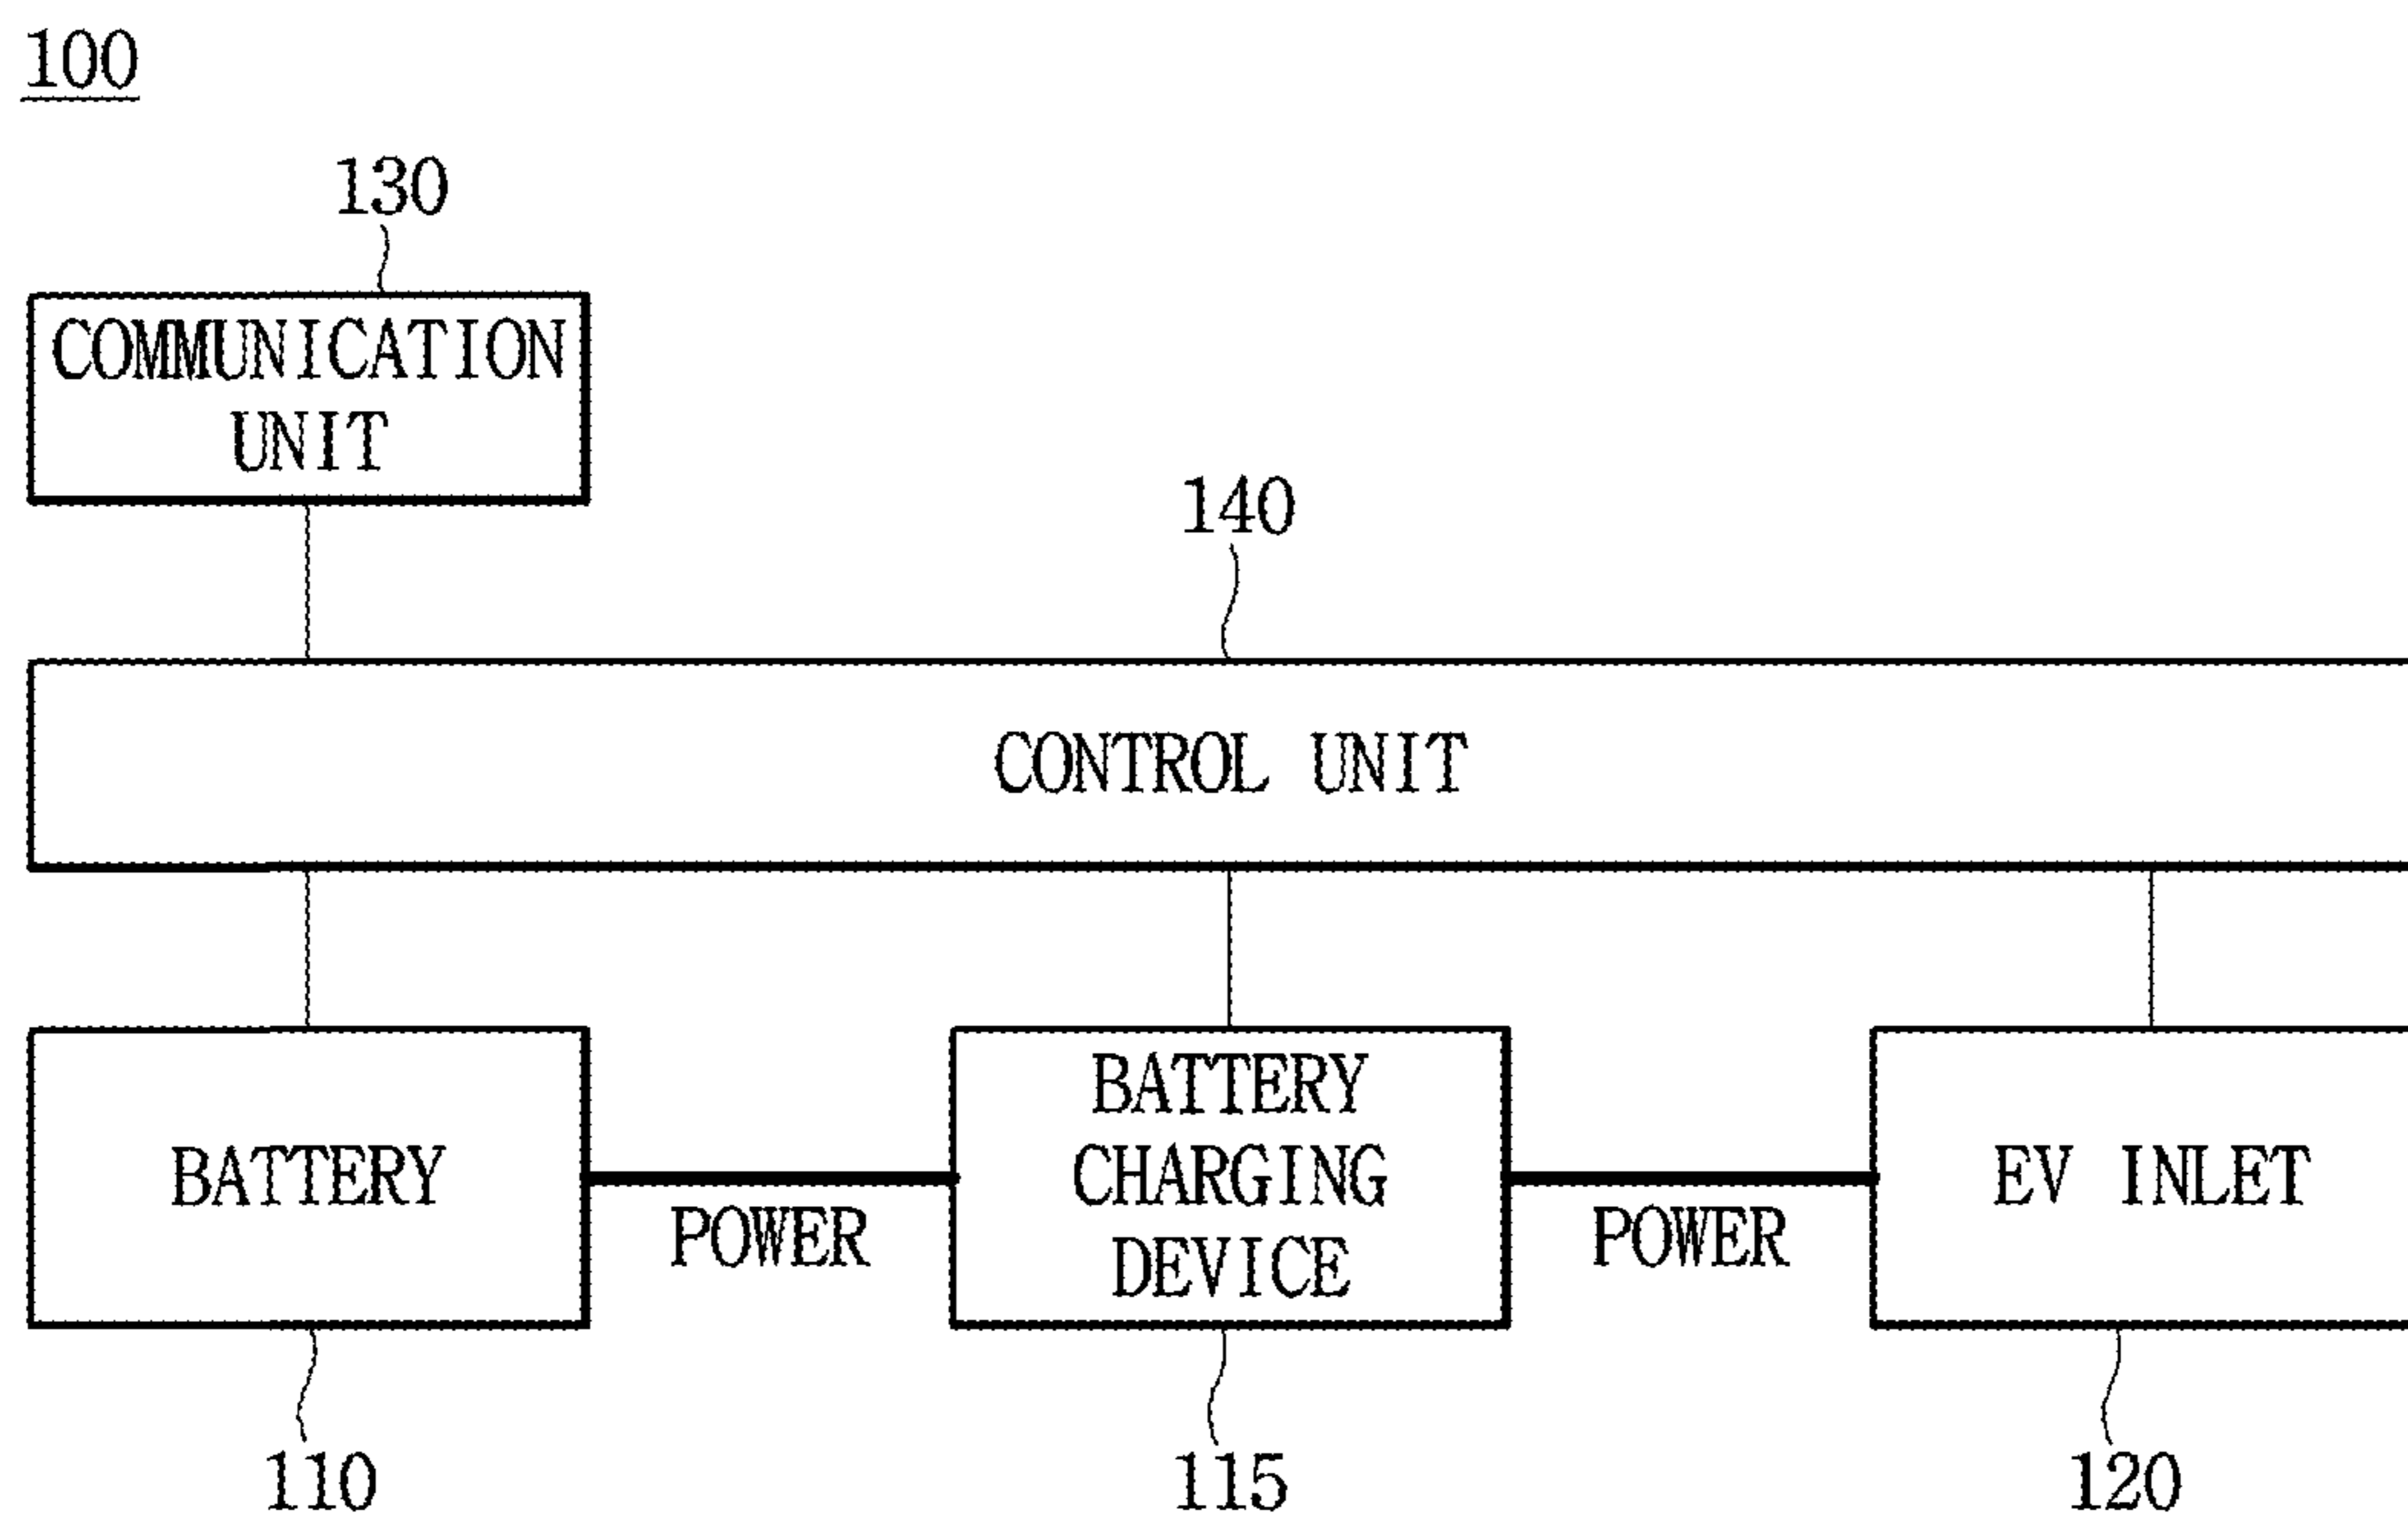 100
130
COMMUNICATION
UNIT
140
CONTROL UNIT
BATTERY
POWER
BATTERY
CHARGING
DEVICE
POWER
EV INLET
110
115
120